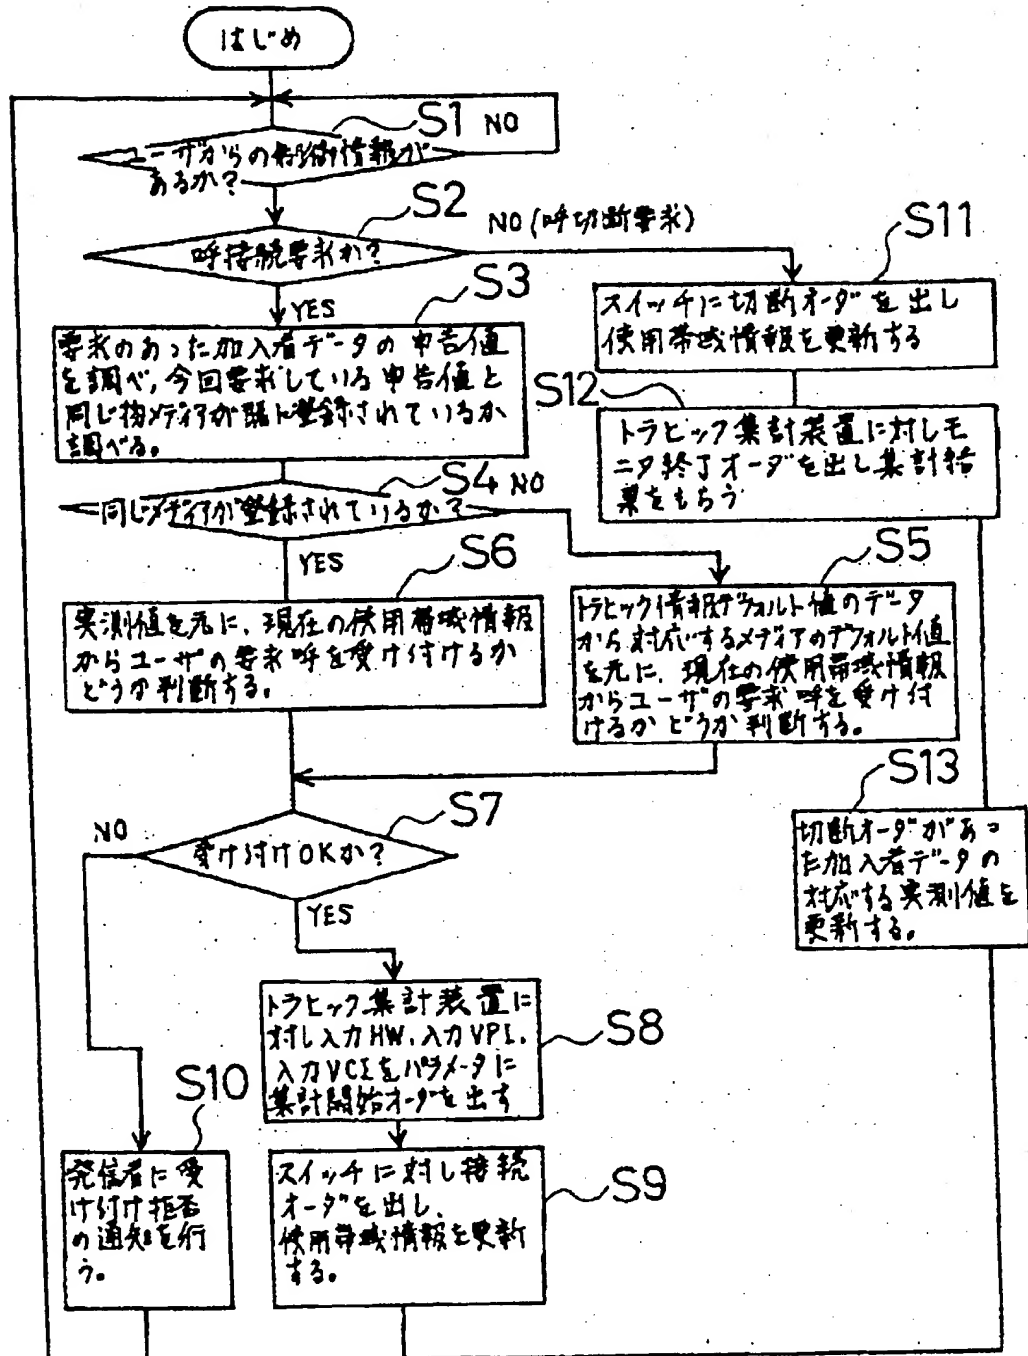 はじめ
S1 NO
ユーザからの制御情報が
あるか?
S2
NO(呼切断要求)
呼接続要求か?
S11
スイッチに切断オーダを出し
使用帯域情報を更新する
YES
S3
要求のあった加入者データの申告値
を調べ,今回要求している申告値と
同じ物メディアが既に登録されているか
調べる。
S12
トラヒック集計装置に対しモ
ニタ終了オーダを出し集計結
果をもらう
S4 NO
同じメディアが登録されているか?
YES
S6
実測値を元に、現在の使用帯域情報
からユーザの要求呼を受け付けるか
どうか判断する。
S5
トラヒック情報デフォルト値のデータ
から対応するメディアのデフォルト値
を元に、現在の使用帯域情報
からユーザの要求呼を受け付
けるかどうか判断する。
S13
切断オーダがあっ
た加入者データの
対応する実測値を
更新する。
NO
S7
受け付けOKか?
YES
トラヒック集計装置に
対し入力HW、入力VPI、
入力VCIをパラメータに
集計開始オーダを出す
S8
S10
発信者に受
け付け拒否
の通知を行
う。
スイッチに対し接続
オーダを出し、
使用帯域情報を更新
する。
S9